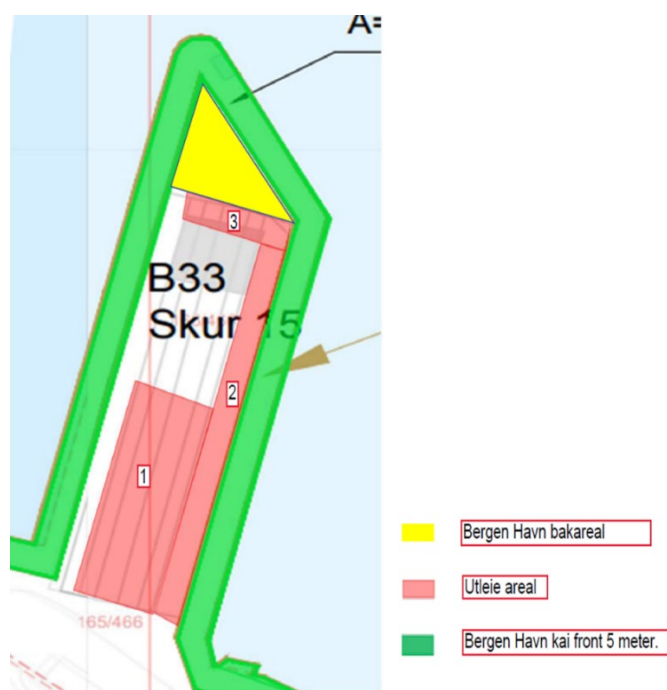 A=
3
B33
Skur 15
2
1
165/466
Bergen Havn bakareal
Utleie areal
Bergen Havn kai front 5 meter.